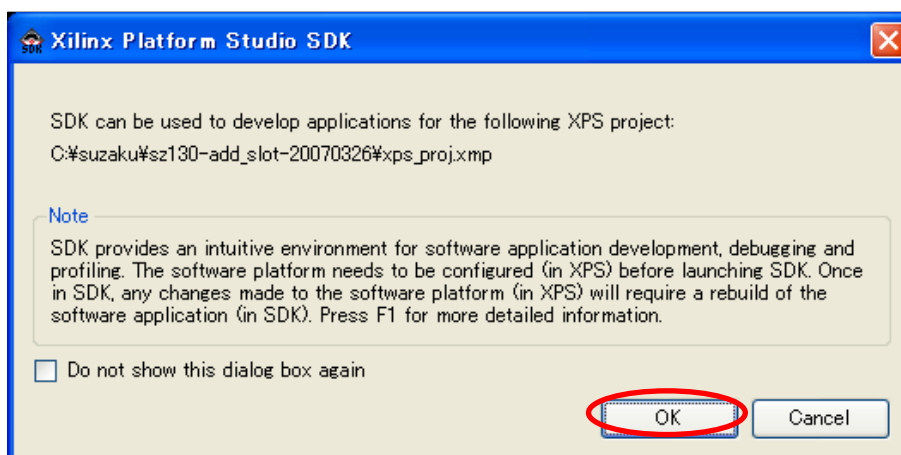 Xilinx Platform Studio SDK
SDK can be used to develop applications for the following XPS project:
C:¥suzaku¥sz130-add_slot-20070326¥xps_proj.xmp
Note
SDK provides an intuitive environment for software application development, debugging and
profiling. The software platform needs to be configured (in XPS) before launching SDK. Once
in SDK, any changes made to the software platform (in XPS) will require a rebuild of the
software application (in SDK). Press F1 for more detailed information.
Do not show this dialog box again
OK Cancel